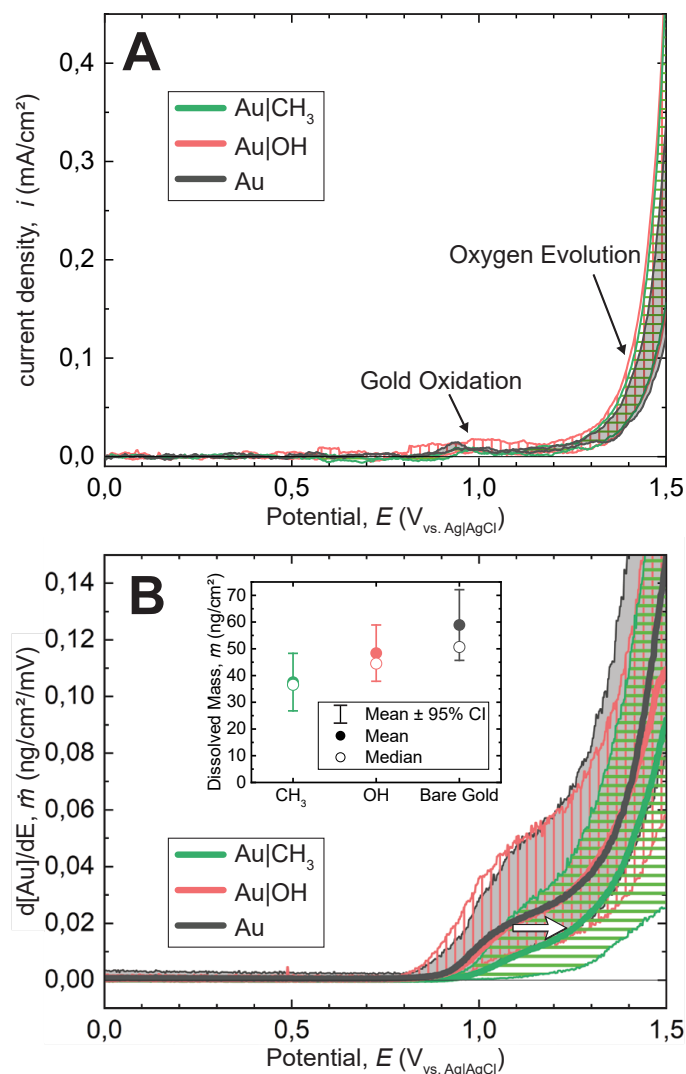 A
0,4
Au|CH₃
Au|OH
Au
0,3
current density, i (mA/cm²)
0,2
Oxygen Evolution
0,1
Gold Oxidation
0,0
0,0 0,5 1,0 1,5
Potential, E (V vs. Ag|AgCl)
B
0,14
0,12
0,10
0,08
0,06
0,04
0,02
0,00
d[Au]/dE, ṁ (ng/cm²/mV)
70
60
50
40
30
20
10
0
Dissolved Mass, m (ng/cm²)
Mean ± 95% CI
Mean
Median
CH₃ OH Bare Gold
Au|CH₃
Au|OH
Au
0,0 0,5 1,0 1,5
Potential, E (V vs. Ag|AgCl)